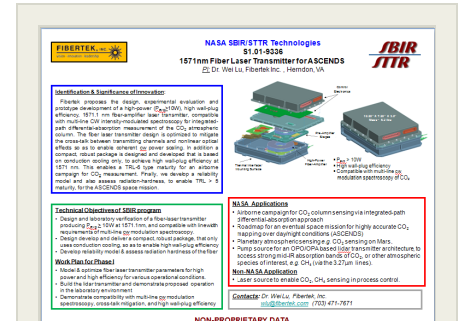 FIBERTEK, INC.
NASA SBIR/STTR Technologies
S1.01-9336
1571nm Fiber Laser Transmitter for ASCENDS
PI: Dr. Wei Lu, Fibertek Inc. , Herndon, VA
SBIR
STTR
Identification & Significance of Innovation:
Fibertek proposes the design, experimental evaluation and
prototype development of a high-power (Pavg≥10W), high wall-plug
efficiency, 1571.1 nm fiber-amplifier laser transmitter, compatible
with multi-line CW intensity-modulated spectroscopy for integrated-
path differential-absorption measurement of the CO2 atmospheric
column. The fiber laser transmitter design is optimized to mitigate
the cross-talk between transmitting channels and nonlinear optical
effects so as to enable coherent cw power scaling. In addition a
compact, robust package is designed and developed that is based
on conduction cooling only, to achieve high wall-plug efficiency at
1571 nm. This enables a TRL-5 type maturity for an airborne
campaign for CO2 measurement. Finally, we develop a reliability
model and also assess radiation-hardness, to enable TRL > 5
maturity, for the ASCENDS space mission.
Control
Electronics
Pre-Amplifier
Stages
High-Power
Fiber-Amplifier
Mounting Surface
• Pavg > 10W
• High wall-plug efficiency
• Compatible with multi-line cw
modulation spectroscopy of CO2
Technical Objectives of SBIR program
• Design and laboratory verification of a fiber-laser transmitter
producing Pavg ≥ 10W at 1571.1nm, and compatible with linewidth
requirements of multi-line cw modulation spectroscopy.
• Design develop and deliver a compact, robust package, that only
uses conduction cooling, so as to enable high wall-plug efficiency
• Develop reliability model & assess radiation hardness of the fiber
Work Plan for Phase I
• Model & optimize fiber laser transmitter parameters for high
power and high efficiency for various operational conditions.
• Build the lidar transmitter and demonstrate proposed operation
in the laboratory environment
• Demonstrate compatibility with multi-line cw modulation
spectroscopy, cross-talk mitigation, and high wall-plug efficiency
NASA Applications
• Airborne campaign for CO2 column sensing via integrated-path
differential-absorption approach
• Roadmap for an eventual space mission for highly accurate CO2
mapping over day/night conditions (ASCENDS)
• Planetary atmospheric sensing e.g. CO2 sensing on Mars.
• Pump source for an OPO/OPA based lidar transmitter architecture, to
access strong mid-IR absorption bands of CO2, or other atmospheric
species of interest, e.g. CH4 (via the 3.27µm lines).
Non-NASA Application
• Laser source to enable CO2, CH4 sensing in process control.
Contacts: Dr. Wei Lu, Fibertek, Inc.
wlu@fibertek.com (703) 471-7671
NON-PROPRIETARY DATA